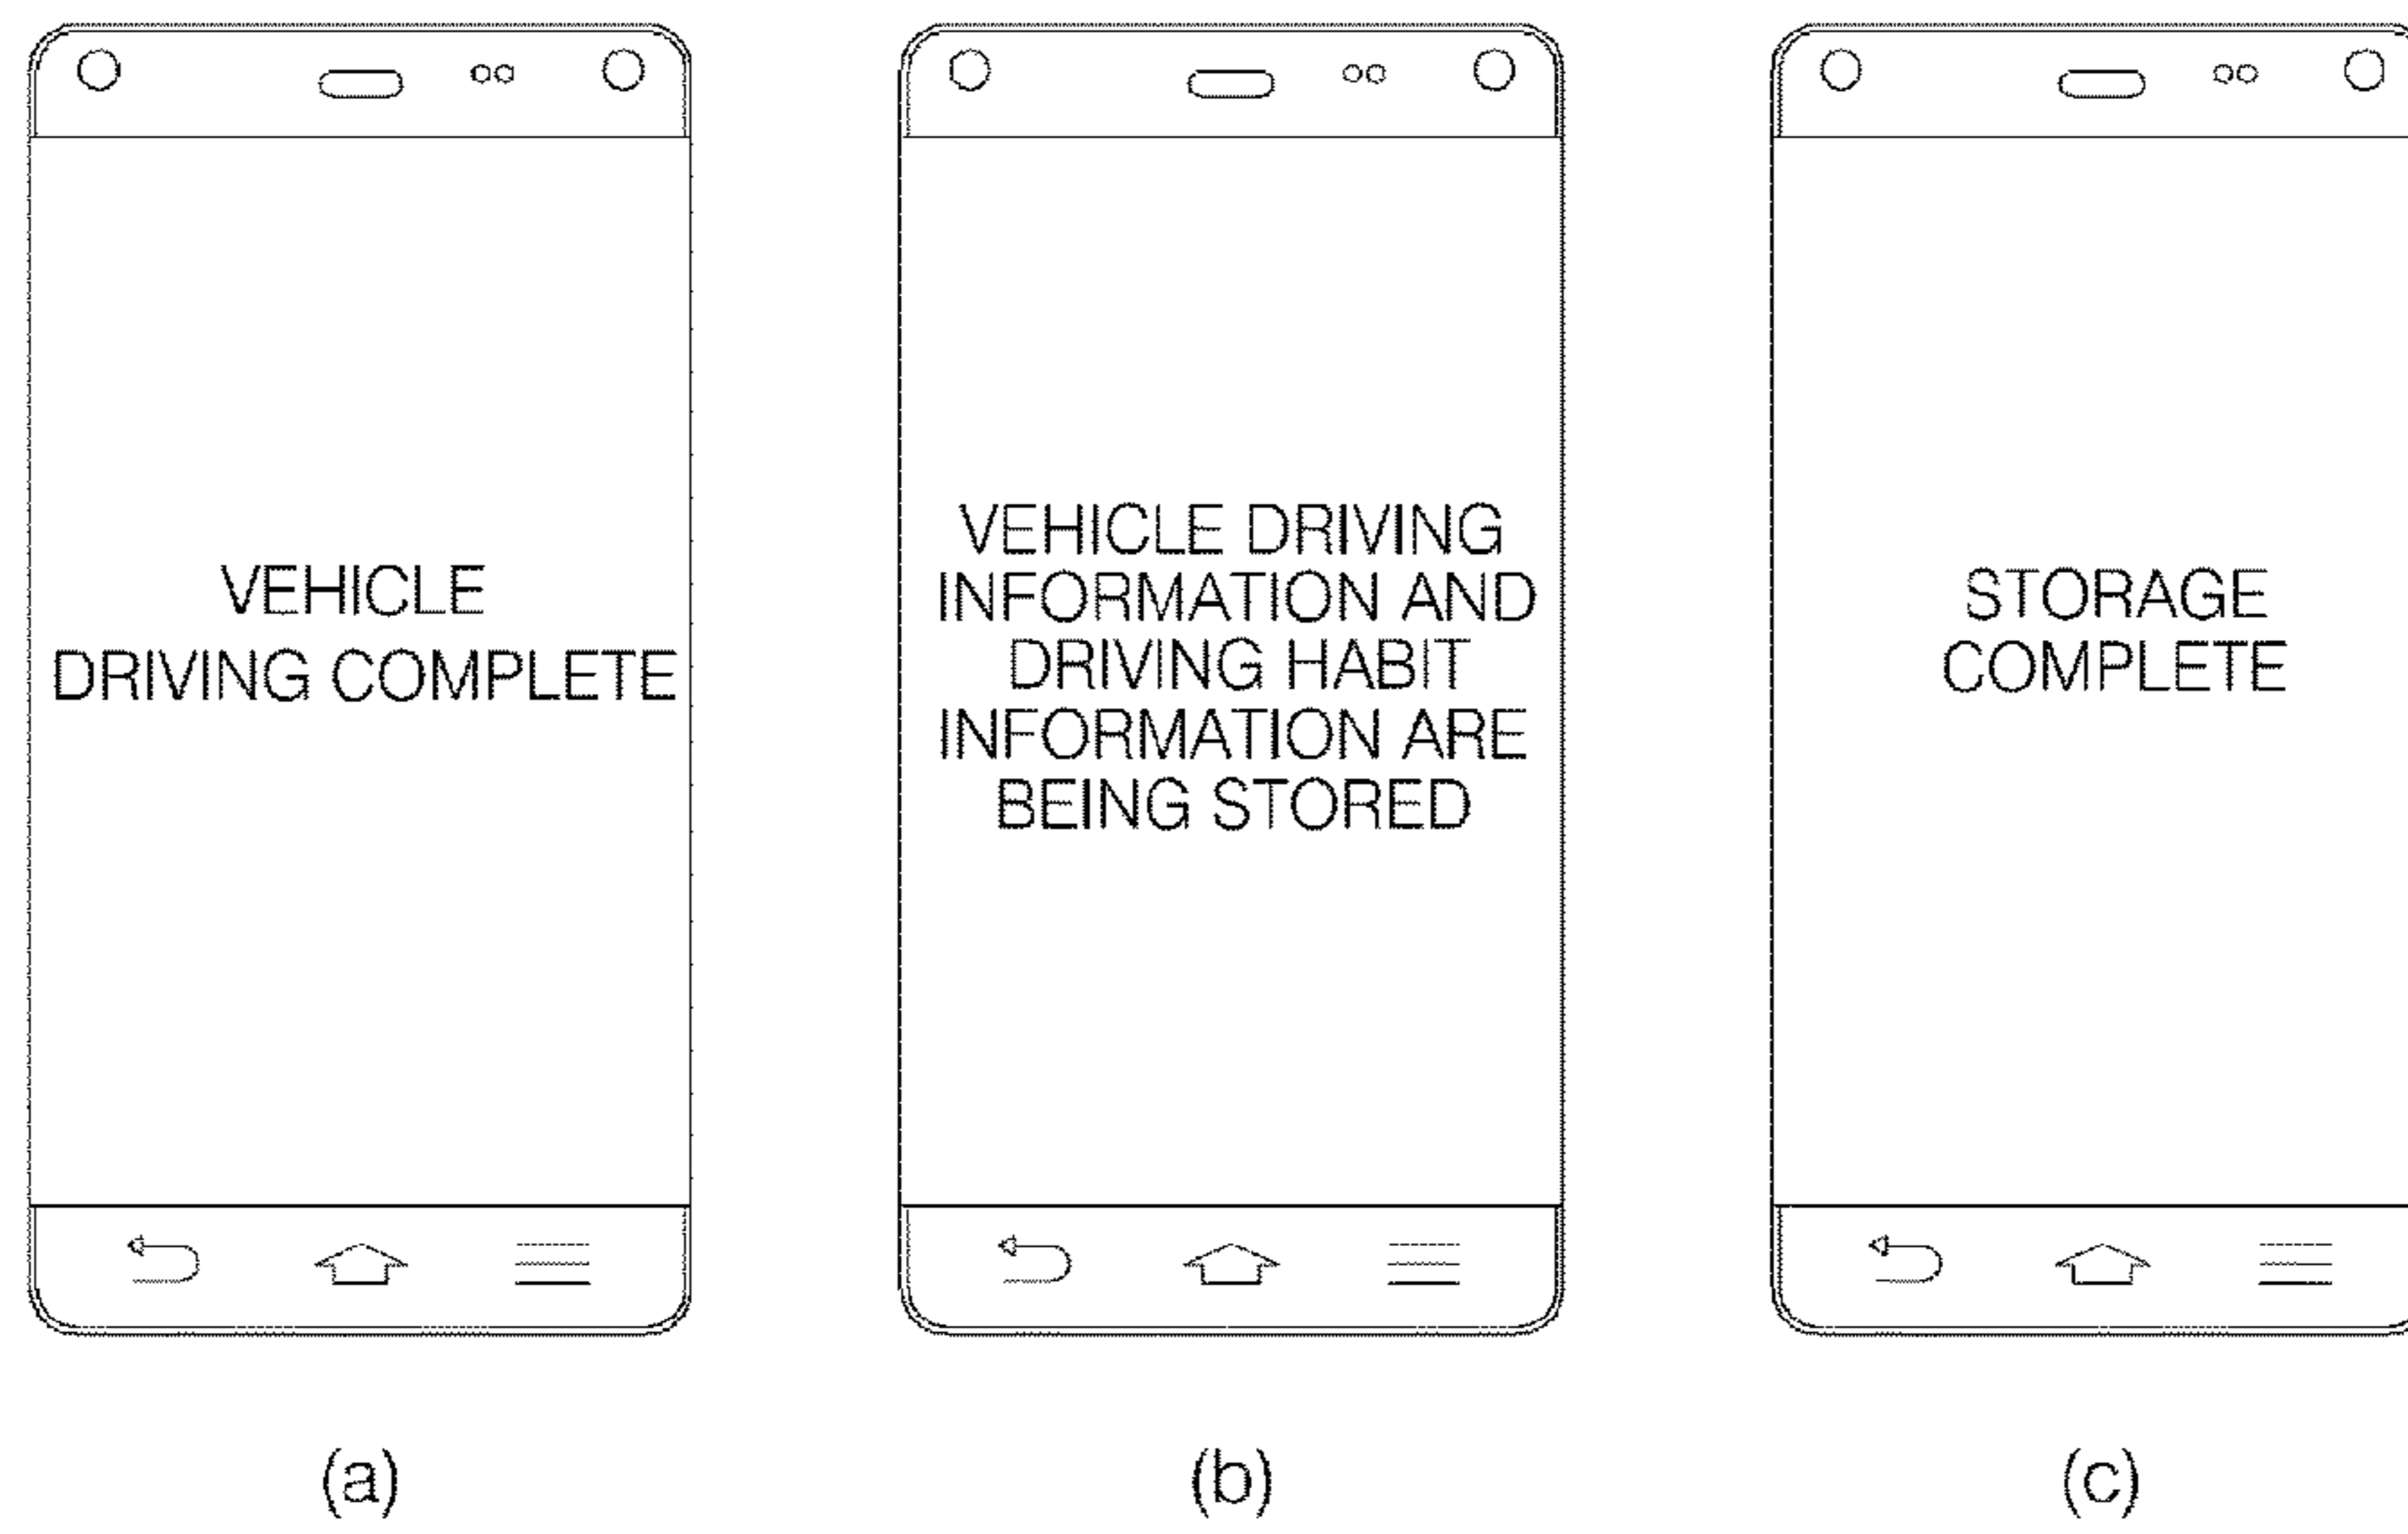 VEHICLE
DRIVING COMPLETE
VEHICLE DRIVING
INFORMATION AND
DRIVING HABIT
INFORMATION ARE
BEING STORED
STORAGE
COMPLETE
(a)
(b)
(c)